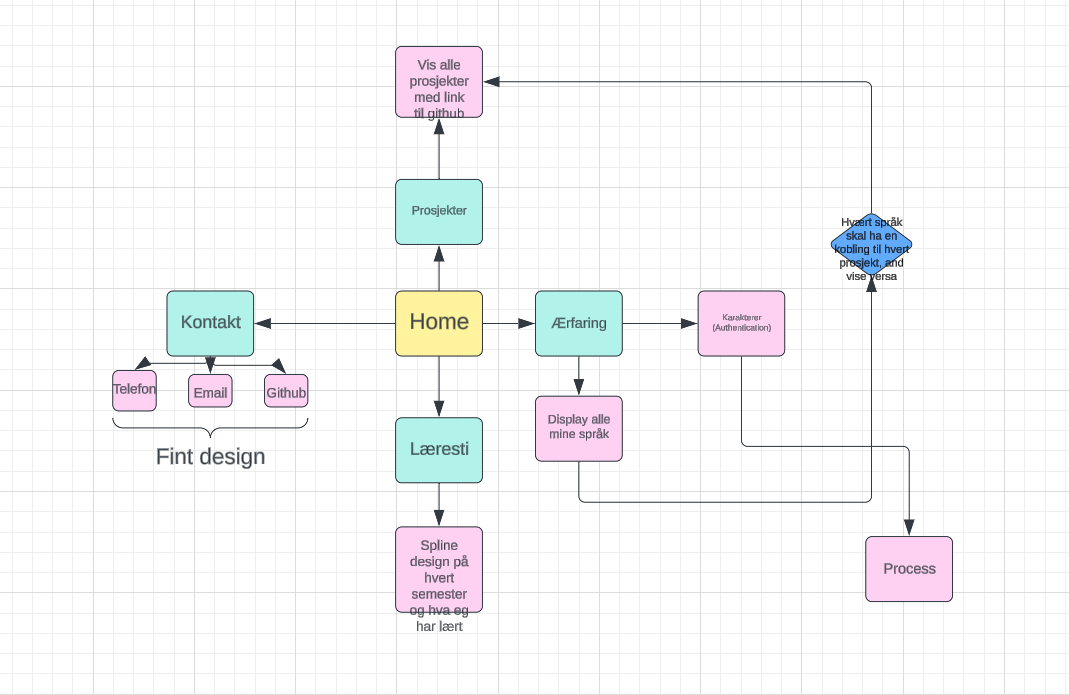 Vis alle
prosjekter
med link
til github
Prosjekter
Hvært språk
skal ha en
kobling til hvert
prosjekt, and
vise versa
Kontakt
Home
Ærfaring
Karakterer
(Authentication)
Telefon
Email
Github
Fint design
Læresti
Display alle
mine språk
Spline
design på
hvert
semester
og hva eg
har lært
Process